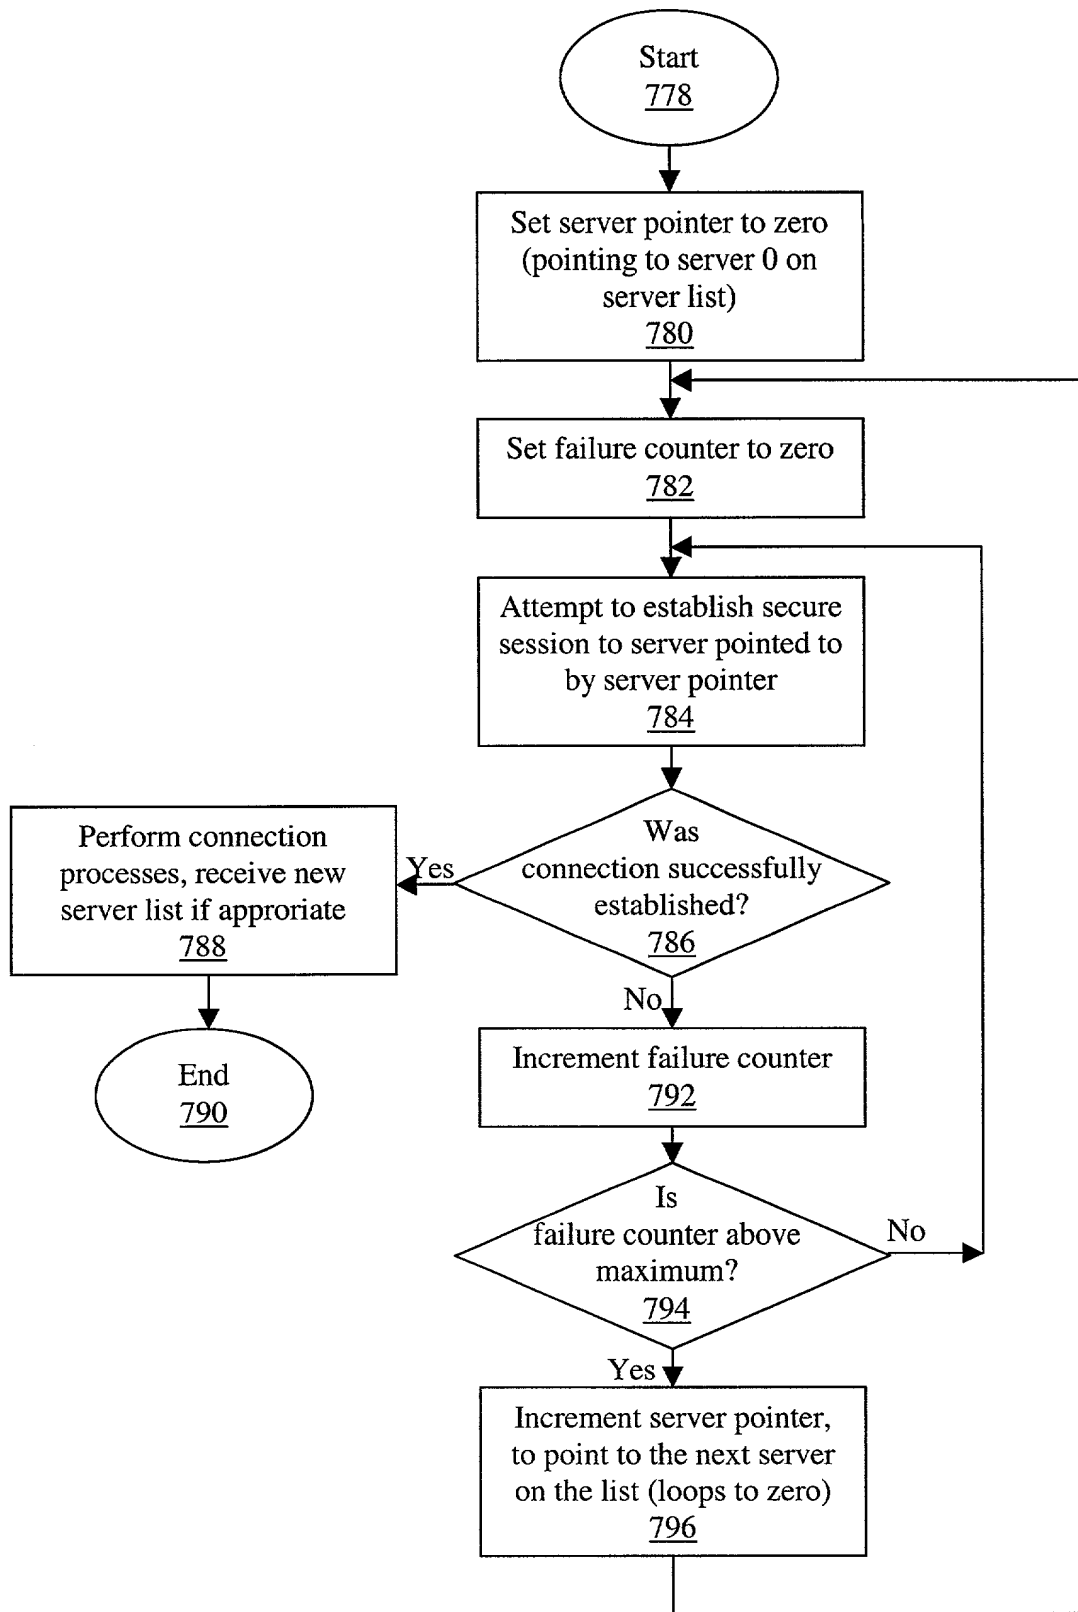 Start
778
Set server pointer to zero
(pointing to server 0 on
server list)
780
Set failure counter to zero
782
Attempt to establish secure
session to server pointed to
by server pointer
784
Was
connection successfully
established?
786
Yes
Perform connection
processes, receive new
server list if approriate
788
End
790
No
Increment failure counter
792
Is
failure counter above
maximum?
794
No
Yes
Increment server pointer,
to point to the next server
on the list (loops to zero)
796